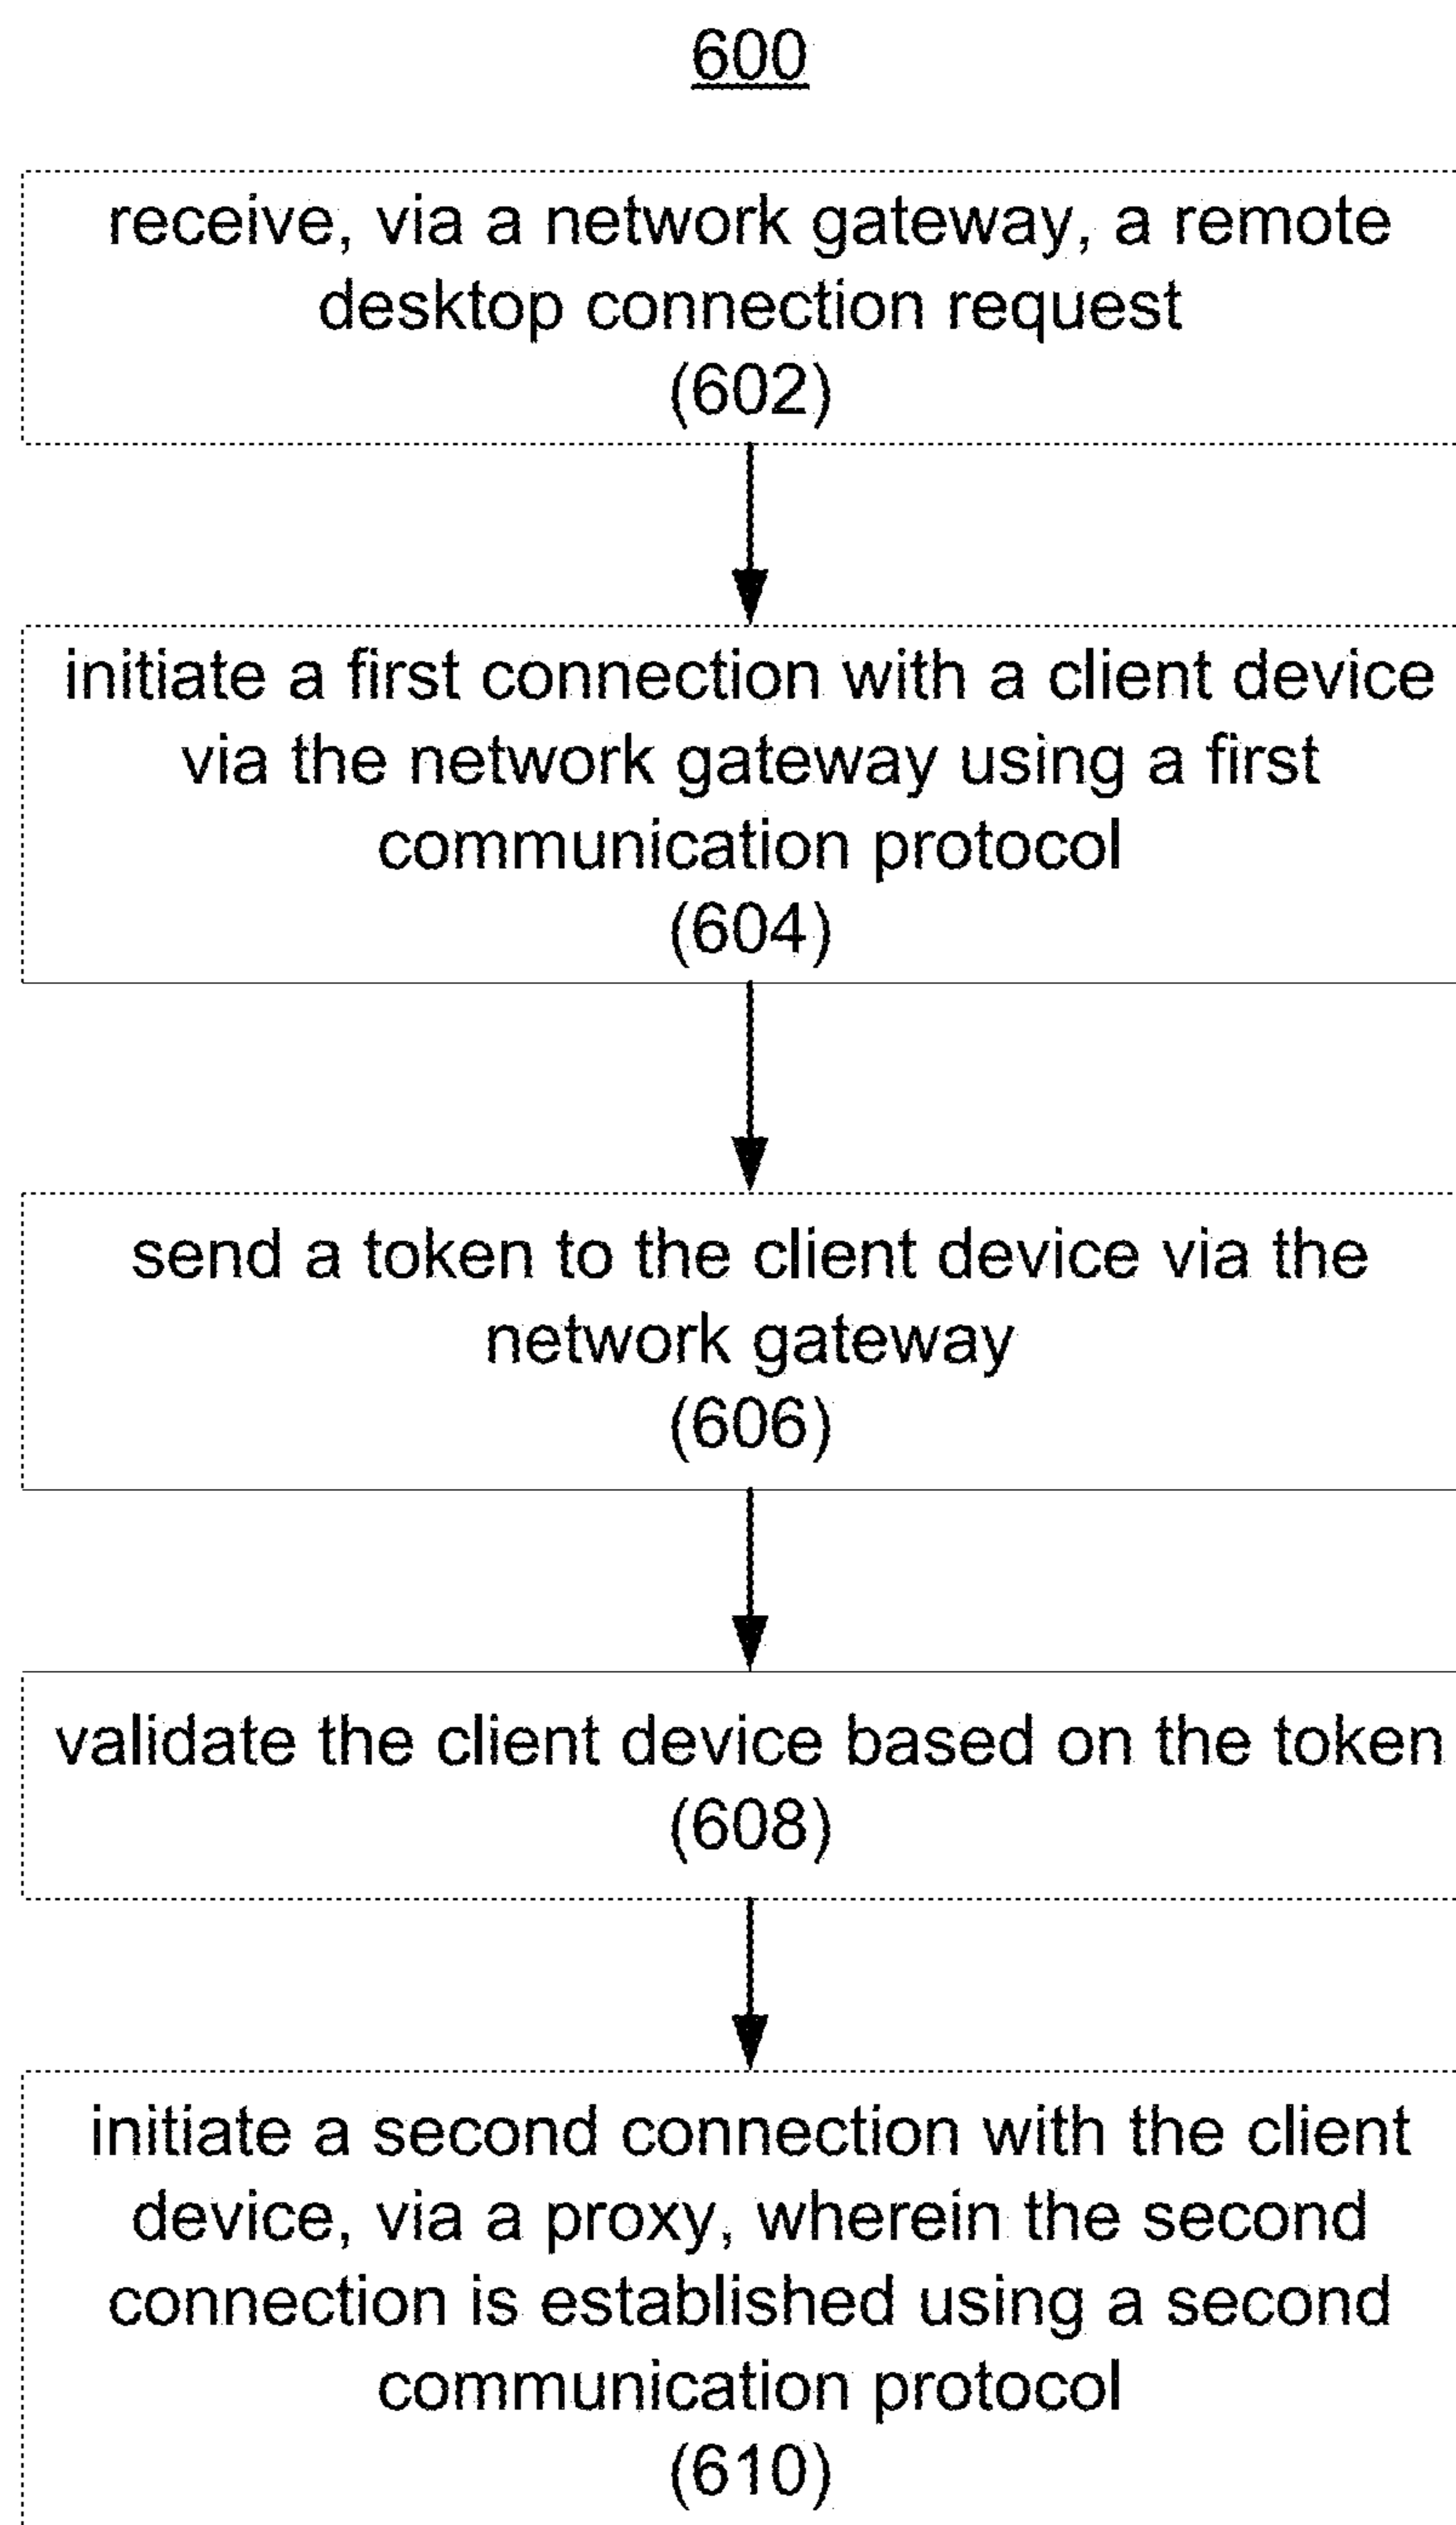 600
receive, via a network gateway, a remote
desktop connection request
(602)
initiate a first connection with a client device
via the network gateway using a first
communication protocol
(604)
send a token to the client device via the
network gateway
(606)
validate the client device based on the token
(608)
initiate a second connection with the client
device, via a proxy, wherein the second
connection is established using a second
communication protocol
(610)